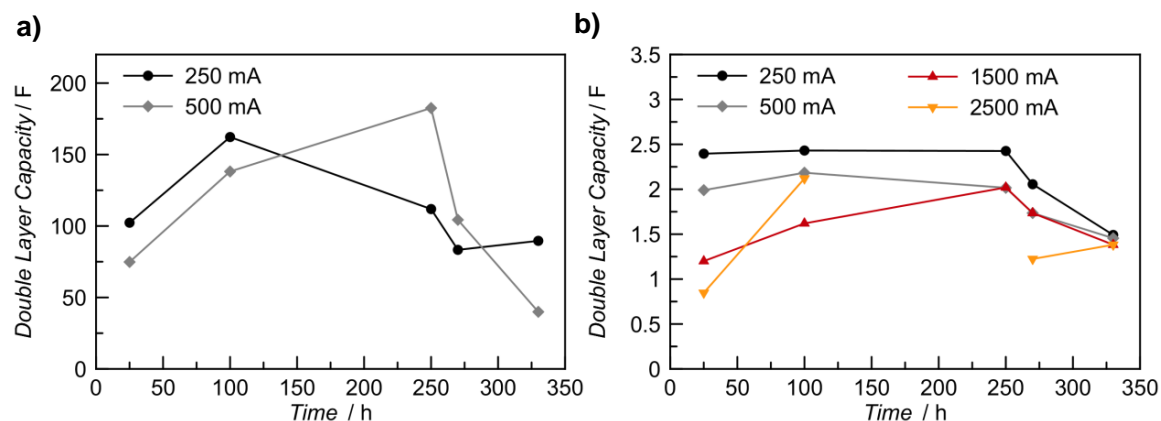 a)
Double Layer Capacity / F
200
150
100
50
0
250 mA
500 mA
0 50 100 150 200 250 300 350
Time / h
b)
Double Layer Capacity / F
3.5
3
2.5
2
1.5
1
0.5
0
250 mA 1500 mA
500 mA 2500 mA
0 50 100 150 200 250 300 350
Time / h